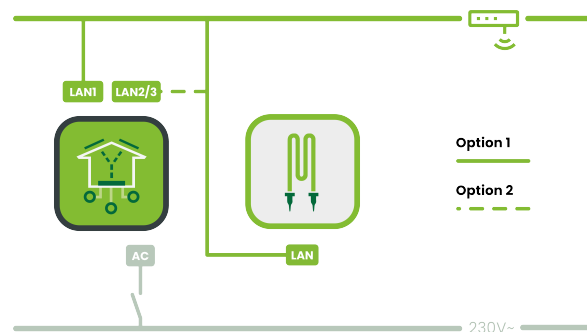 LAN1
LAN2/3
Option 1
Option 2
AC
LAN
230V~